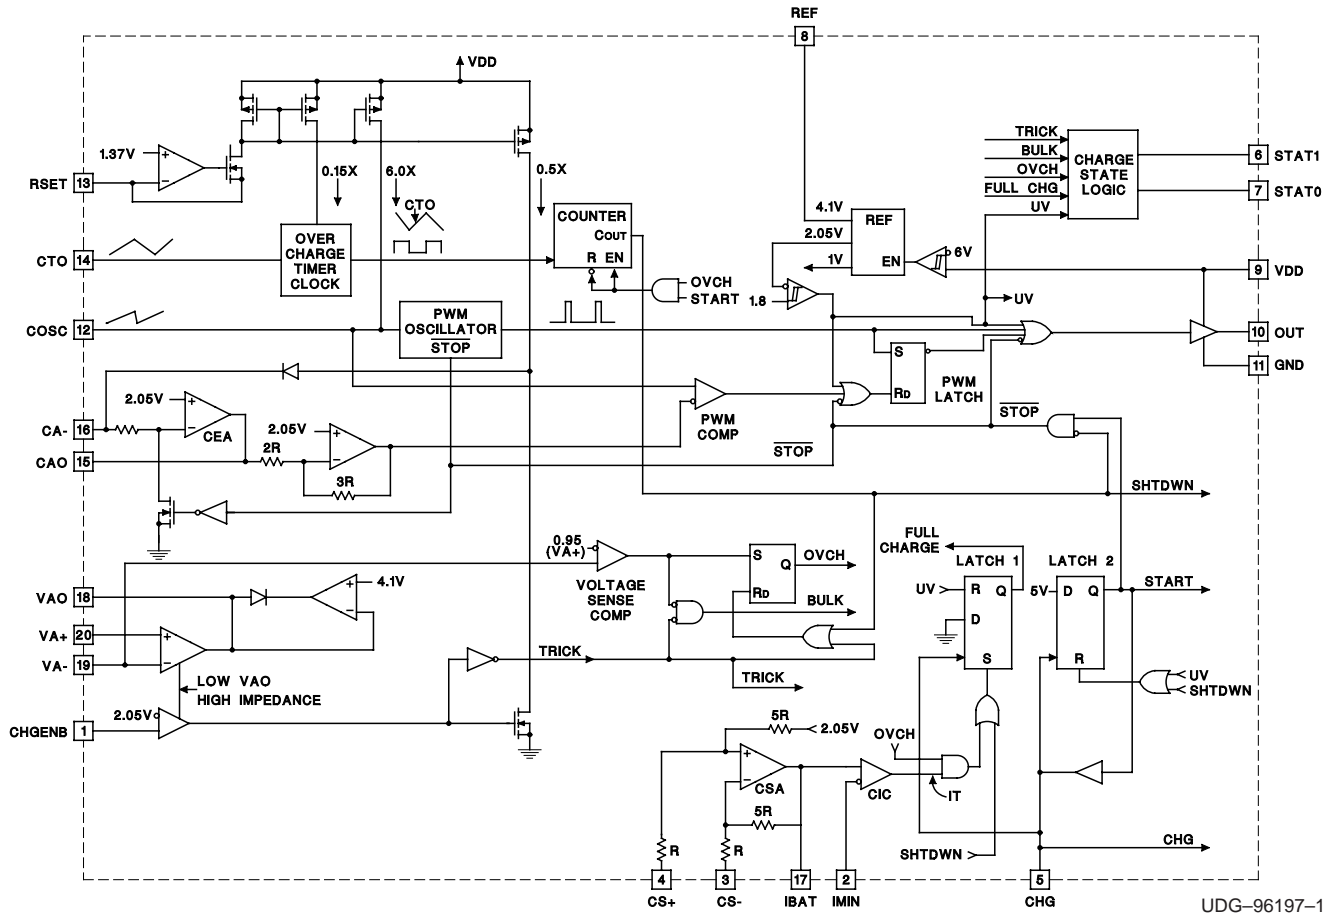 REF
8
VDD
1.37V
RSET 13
0.15X
6.0X
0.5X
CTO
TRICK
BULK
OVCH
FULL CHG
UV
CHARGE
STATE
LOGIC
6 STAT1
7 STAT0
CTO 14
OVER
CHARGE
TIMER
CLOCK
COUNTER
COUT
R EN
OVCH
START
4.1V
2.05V
1V
REF
EN
6V
9 VDD
1.8
UV
COSC 12
PWM
OSCILLATOR
STOP
10 OUT
11 GND
S
RD
PWM
LATCH
PWM
COMP
STOP
STOP
2.05V
CA- 16
CEA
CAO 15
2R
2.05V
3R
SHTDWN
0.95
(VA+)
VOLTAGE
SENSE
COMP
S
Q
RD
OVCH
BULK
FULL
CHARGE
LATCH 1
UV
R Q
D
S
LATCH 2
5V
D Q
R
START
UV
SHTDWN
VAO 18
4.1V
VA+ 20
VA- 19
LOW VAO
HIGH IMPEDANCE
TRICK
TRICK
2.05V
CHGENB 1
5R
2.05V
CSA
5R
R
R
OVCH
CIC
IT
SHTDWN
CHG
4
CS+
3
CS-
17
IBAT
2
IMIN
5
CHG
UDG–96197–1